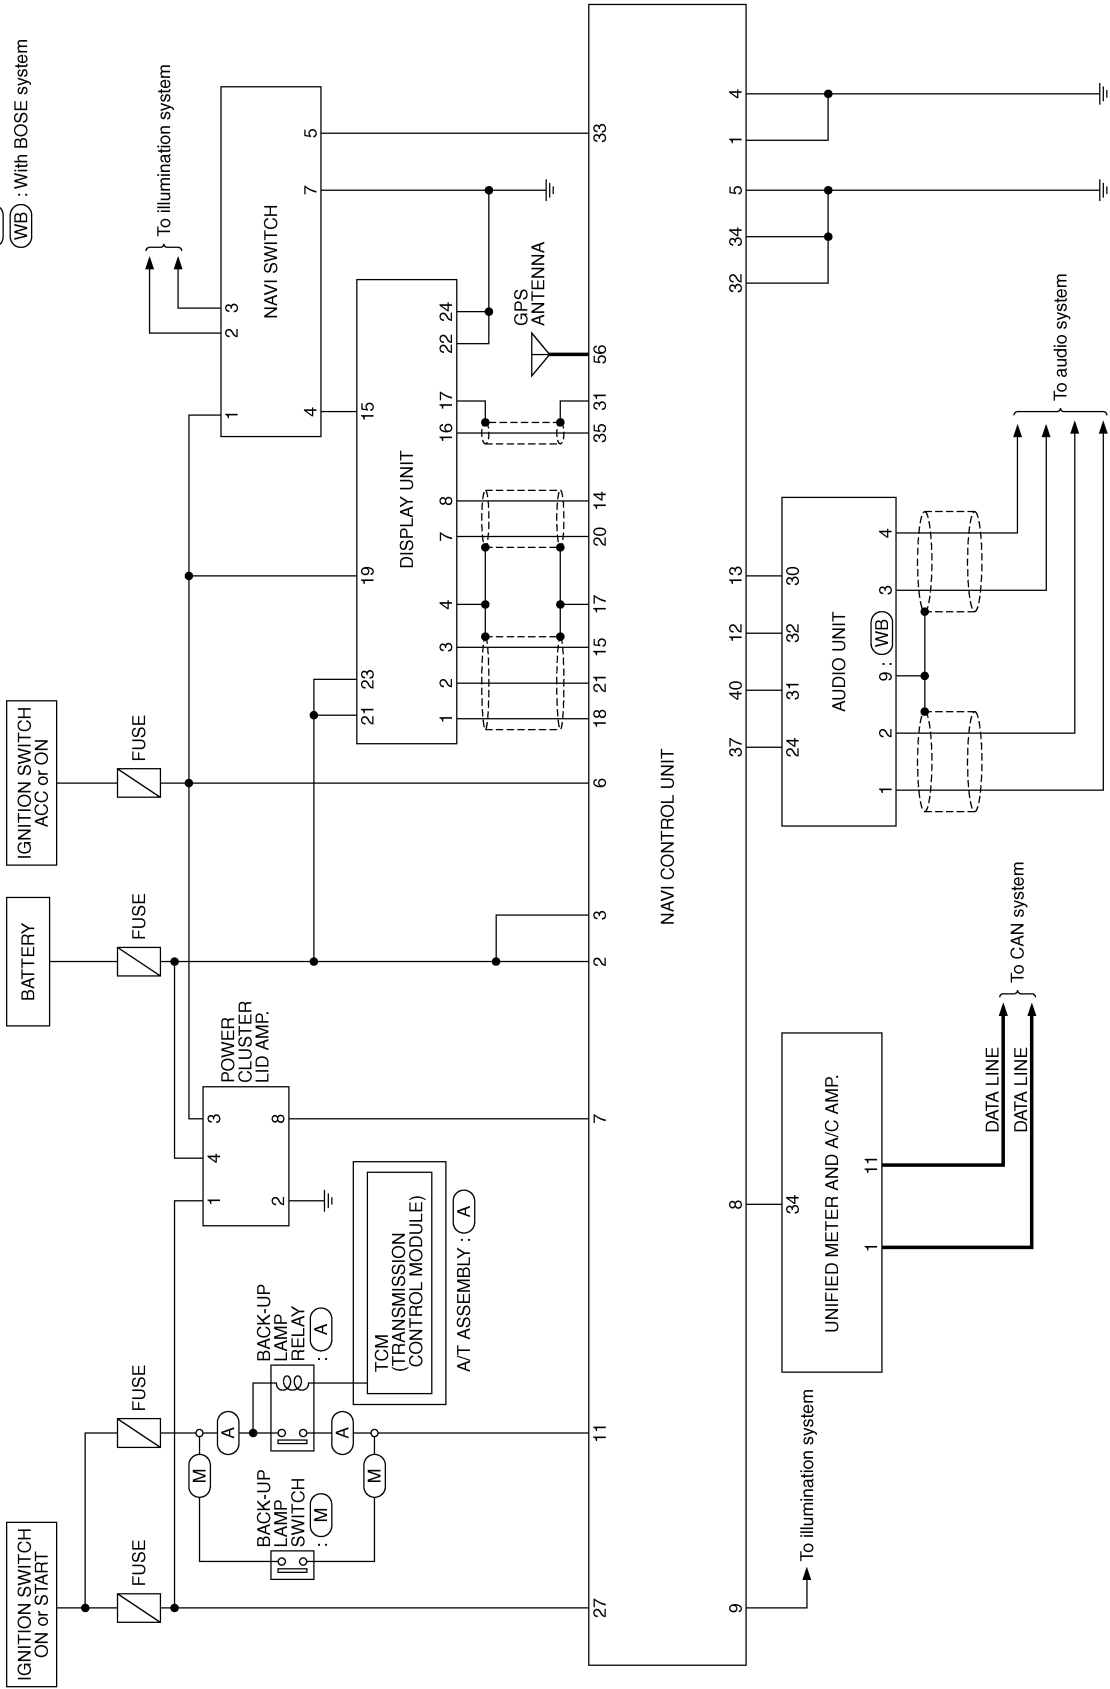 WB : With BOSE system
IGNITION SWITCH
ON or START
FUSE
FUSE
BATTERY
FUSE
IGNITION SWITCH
ACC or ON
FUSE
To illumination system
M
A
BACK-UP
LAMP
SWITCH
: M
BACK-UP
LAMP
RELAY
: A
M
A
TCM
(TRANSMISSION
CONTROL MODULE)
A/T ASSEMBLY : A
1
4
3
POWER
CLUSTER
LID AMP.
2
8
1
2
3
NAVI SWITCH
4
7
5
21
23
19
15
DISPLAY UNIT
1
2
3
4
7
8
16
17
22
24
GPS
ANTENNA
27
11
7
2
3
6
18
21
15
17
20
14
35
31
56
33
NAVI CONTROL UNIT
9
8
37
40
12
13
32
34
5
1
4
To illumination system
34
UNIFIED METER AND A/C AMP.
1
11
DATA LINE
DATA LINE
To CAN system
24
31
32
30
AUDIO UNIT
1
2
9 : WB
3
4
To audio system